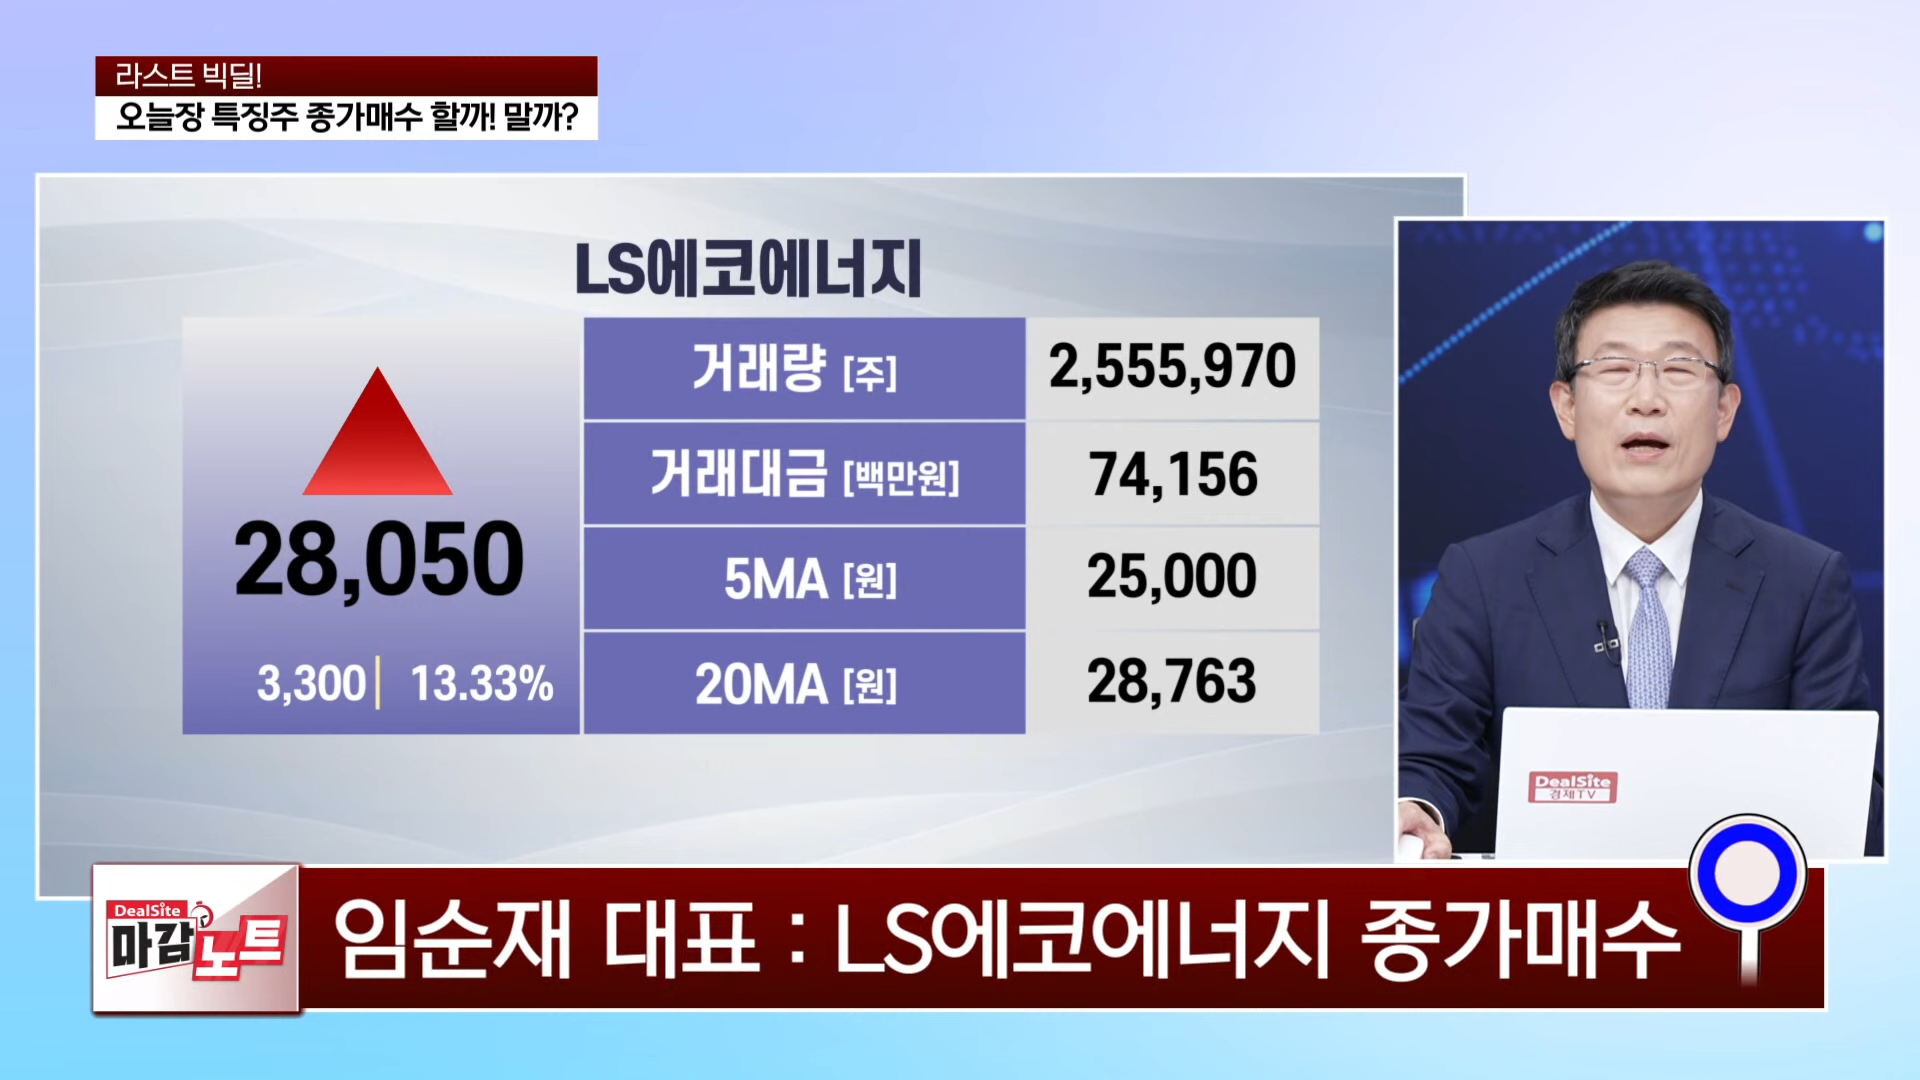 라스트 빅딜!
오늘장 특징주 종가매수 할까! 말까?
LS에코에너지
28,050
3,300 13.33%
거래량 [주] 2,555,970
거래대금 [백만원] 74,156
5MA [원] 25,000
20MA [원] 28,763
DealSite
경제TV
DealSite
마감노트
임순재 대표 : LS에코에너지 종가매수